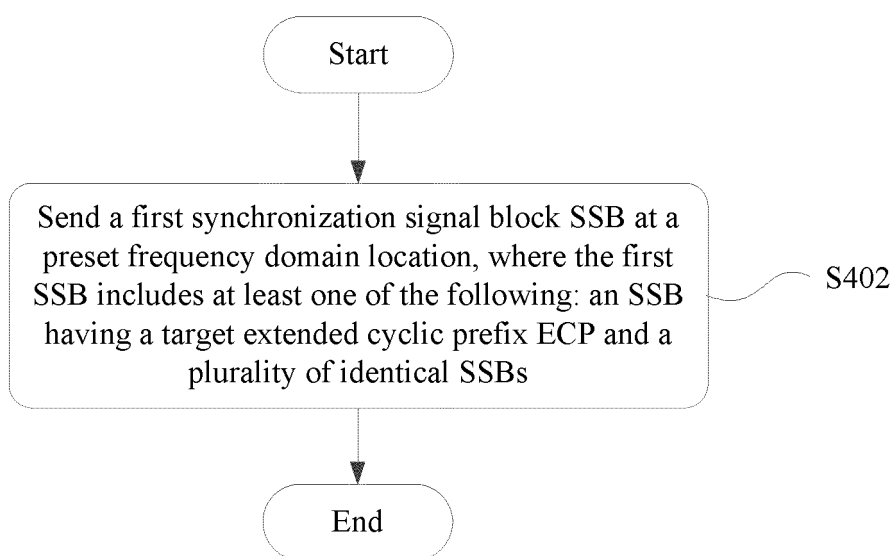 Start
Send a first synchronization signal block SSB at a
preset frequency domain location, where the first
SSB includes at least one of the following: an SSB
having a target extended cyclic prefix ECP and a
plurality of identical SSBs
S402
End